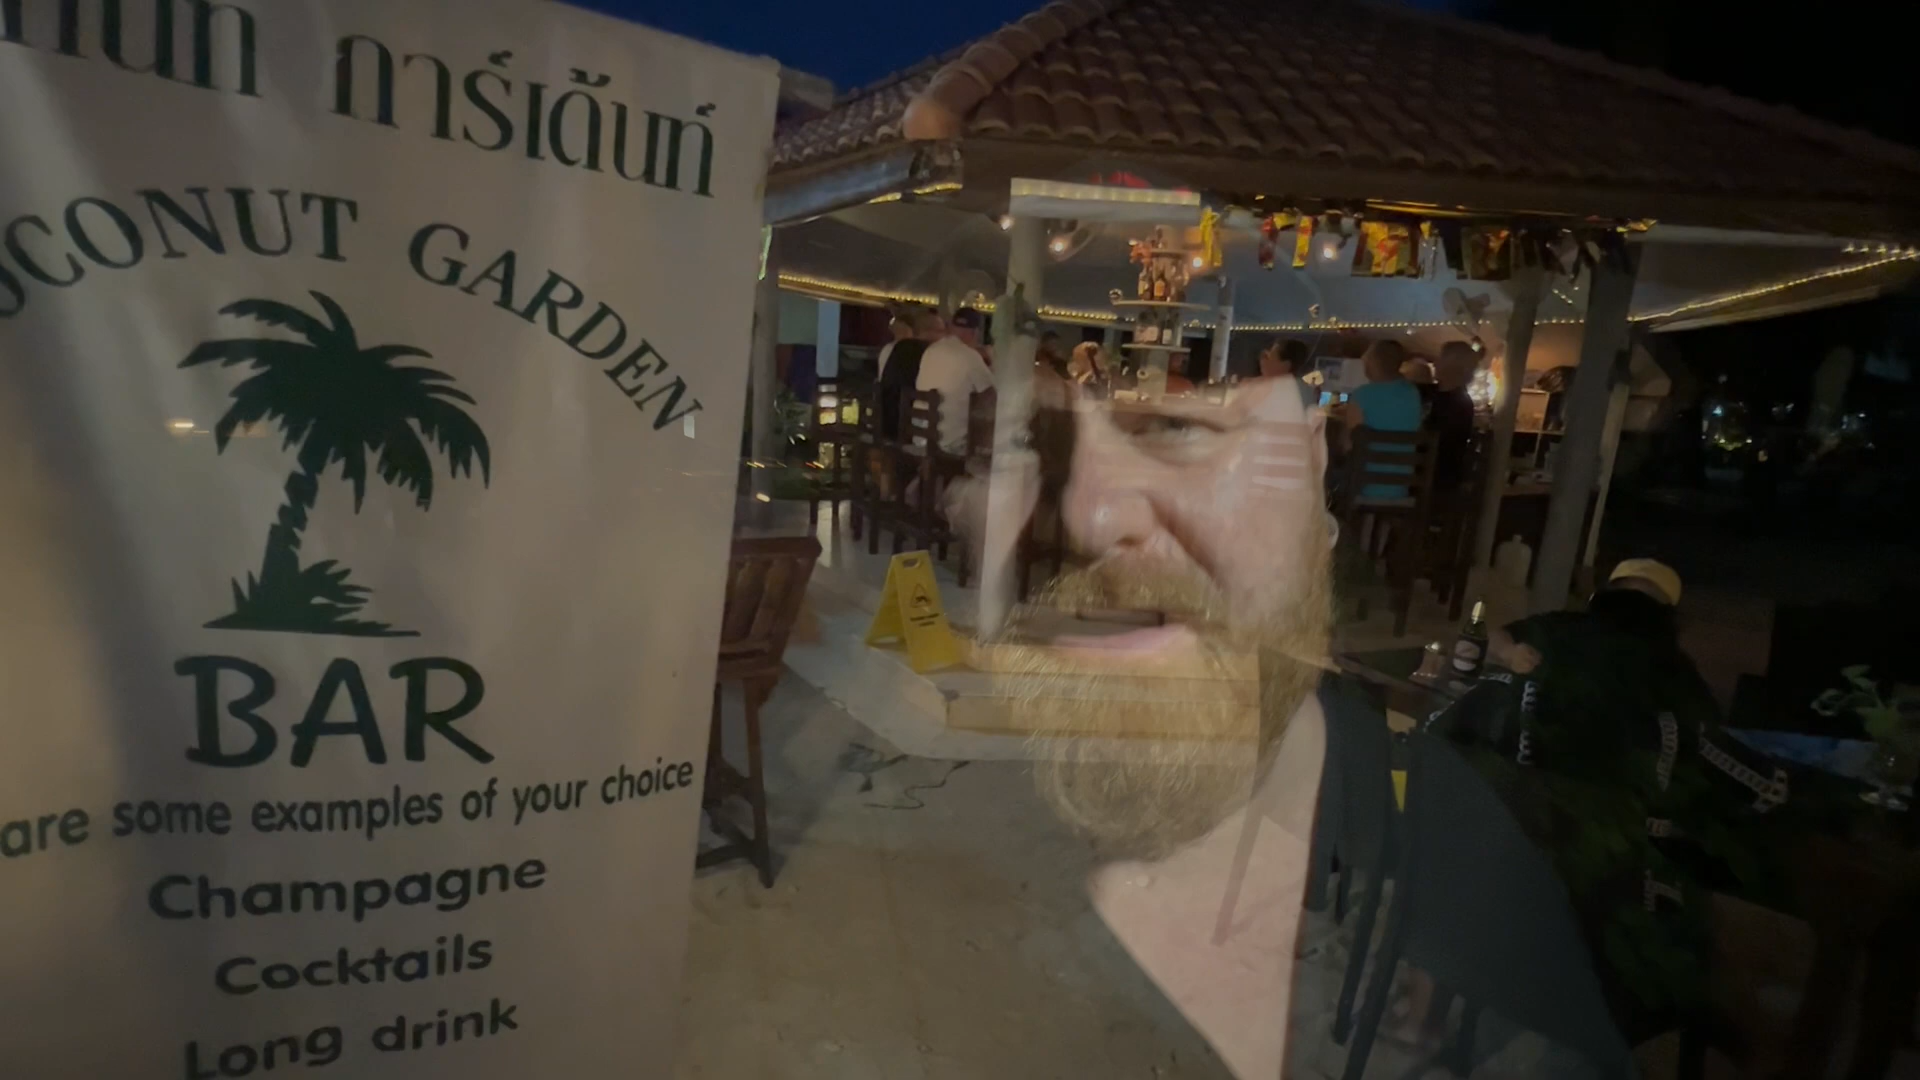 การ์เด้นท์
COCONUT GARDEN
BAR
are some examples of your choice
Champagne
Cocktails
Long drink